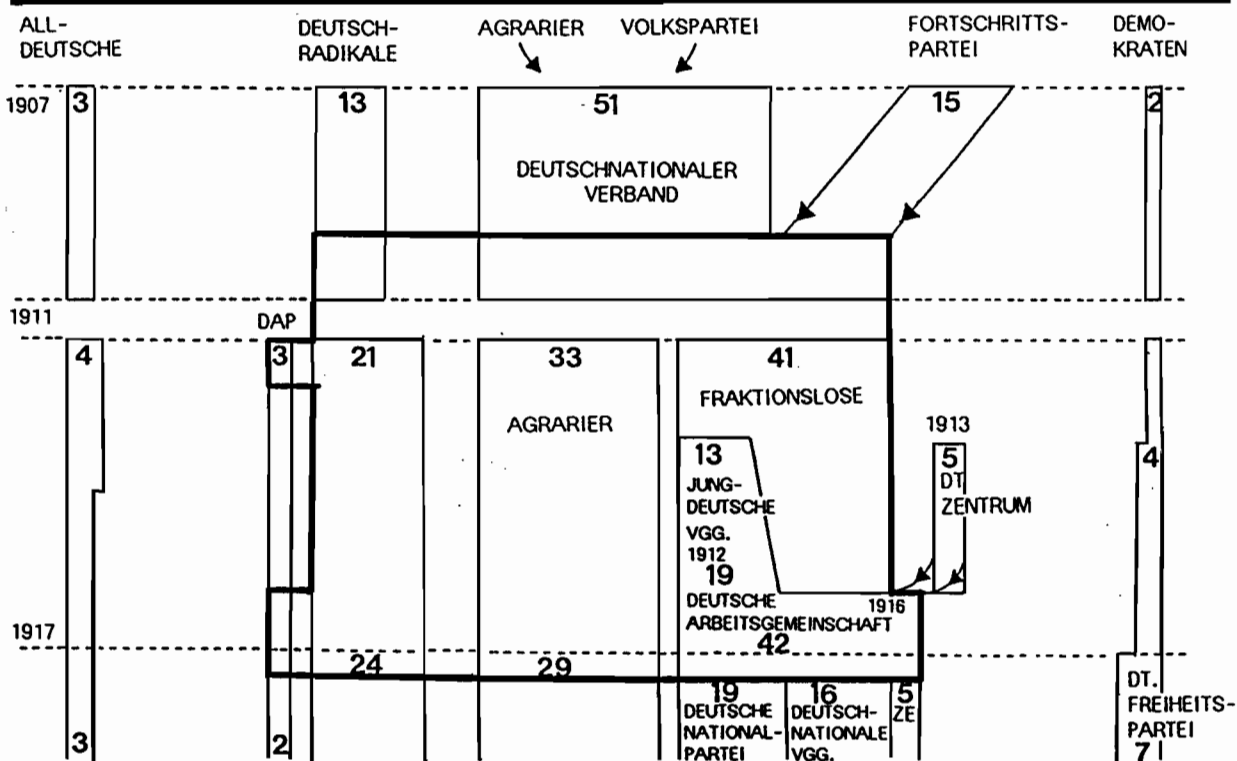 ALL-
DEUTSCHE
DEUTSCH-
RADIKALE
AGRARIER
VOLKSPARTEI
FORTSCHRITTS-
PARTEI
DEMO-
KRATEN
1907
3
13
51
15
2
DEUTSCHNATIONALER
VERBAND
1911
DAP
4
3
21
33
41
FRAKTIONSLOSE
AGRARIER
1913
13
5
4
JUNG-
DEUTSCHE
VGG.
1912
DT
ZENTRUM
19
DEUTSCHE
ARBEITSGEMEINSCHAFT
1916
1917
42
24
29
19
DEUTSCHE
NATIONAL-
PARTEI
16
DEUTSCH-
NATIONALE
VGG.
5
ZE
DT.
FREIHEITS-
PARTEI
3
2
7